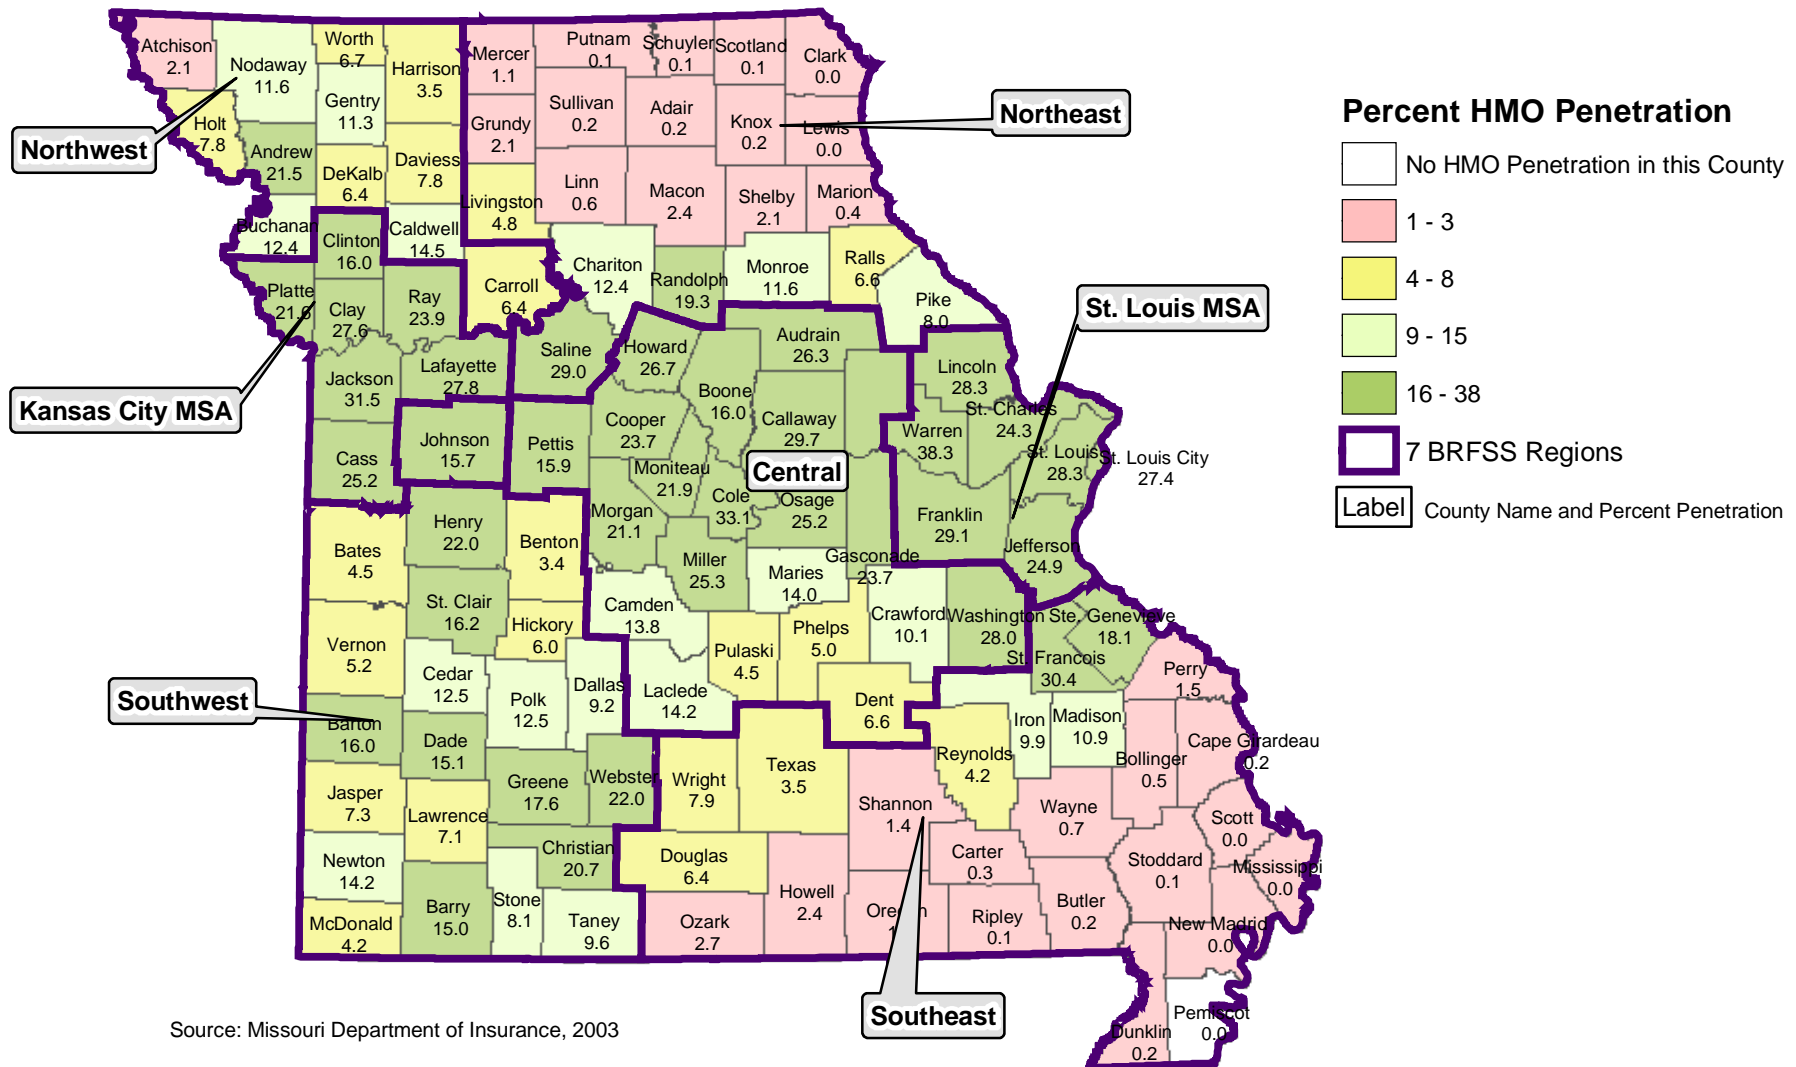 Atchison
2.1
Nodaway
11.6
Worth
6.7
Harrison
3.5
Gentry
11.3
Holt
7.8
Andrew
21.5
DeKalb
6.4
Daviess
7.8
Buchanan
12.4
Clinton
16.0
Caldwell
14.5
Northwest
Mercer
1.1
Putnam
0.1
Schuyler
0.1
Scotland
0.1
Clark
0.0
Sullivan
0.2
Adair
0.2
Knox
0.2
Lewis
0.0
Grundy
2.1
Linn
0.6
Macon
2.4
Shelby
2.1
Marion
0.4
Livingston
4.8
Chariton
12.4
Randolph
19.3
Monroe
11.6
Ralls
6.6
Pike
8.0
Northeast
Carroll
6.4
Platte
21.6
Clay
27.6
Ray
23.9
Jackson
31.5
Lafayette
27.8
Cass
25.2
Johnson
15.7
Kansas City MSA
Saline
29.0
Howard
26.7
Audrain
26.3
Boone
16.0
Cooper
23.7
Callaway
29.7
Pettis
15.9
Moniteau
21.9
Cole
33.1
Central
Osage
25.2
Morgan
21.1
Miller
25.3
Maries
14.0
Gasconade
23.7
Camden
13.8
Pulaski
4.5
Phelps
5.0
Crawford
10.1
Washington
28.0
Laclede
14.2
Dent
6.6
St. Louis MSA
Lincoln
28.3
Warren
38.3
St. Charles
24.3
St. Louis
28.3
St. Louis City
27.4
Franklin
29.1
Jefferson
24.9
Henry
22.0
Benton
3.4
Bates
4.5
St. Clair
16.2
Hickory
6.0
Vernon
5.2
Cedar
12.5
Polk
12.5
Dallas
9.2
Southwest
Barton
16.0
Dade
15.1
Greene
17.6
Webster
22.0
Jasper
7.3
Lawrence
7.1
Christian
20.7
Newton
14.2
McDonald
4.2
Barry
15.0
Stone
8.1
Taney
9.6
Ste. Genevieve
18.1
St. Francois
30.4
Perry
1.5
Iron
9.9
Madison
10.9
Bollinger
0.5
Cape Girardeau
0.2
Reynolds
4.2
Wright
7.9
Texas
3.5
Shannon
1.4
Wayne
0.7
Scott
0.0
Mississippi
0.0
Stoddard
0.1
Carter
0.3
Douglas
6.4
Howell
2.4
Ozark
2.7
Ripley
0.1
Butler
0.2
New Madrid
0.0
Pemiscot
0.0
Dunklin
0.2
Southeast
Percent HMO Penetration
No HMO Penetration in this County
1 - 3
4 - 8
9 - 15
16 - 38
7 BRFSS Regions
Label County Name and Percent Penetration
Source: Missouri Department of Insurance, 2003